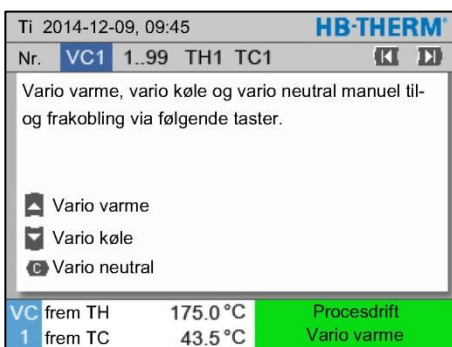 Ti 2014-12-09, 09:45 HB-THERM®
Nr. VC1 1..99 TH1 TC1
Vario varme, vario køle og vario neutral manuel til-
og frakobling via følgende taster.
Vario varme
Vario køle
C Vario neutral
VC frem TH 175.0 °C Procesdrift
1 frem TC 43.5 °C Vario varme